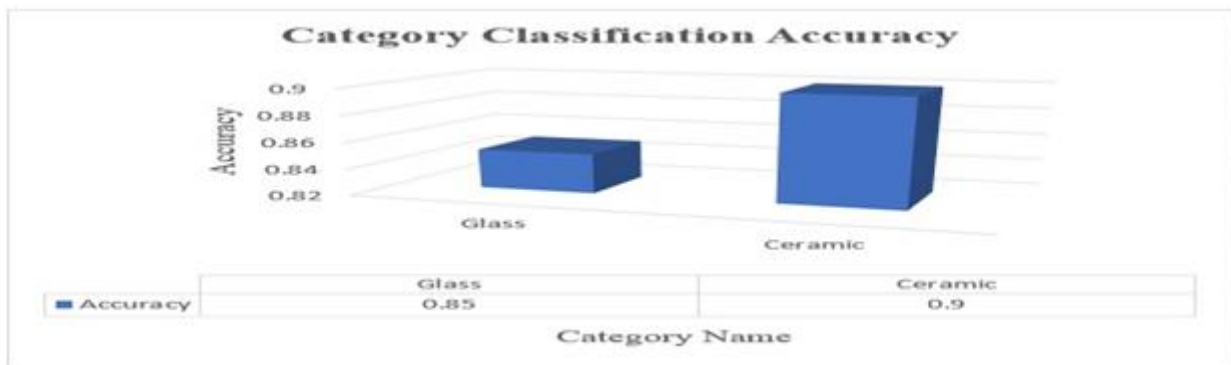 Category Classification Accuracy
Accuracy
0.9
0.88
0.86
0.84
0.82
Glass
Ceramic
Glass Ceramic
Accuracy 0.85 0.9
Category Name